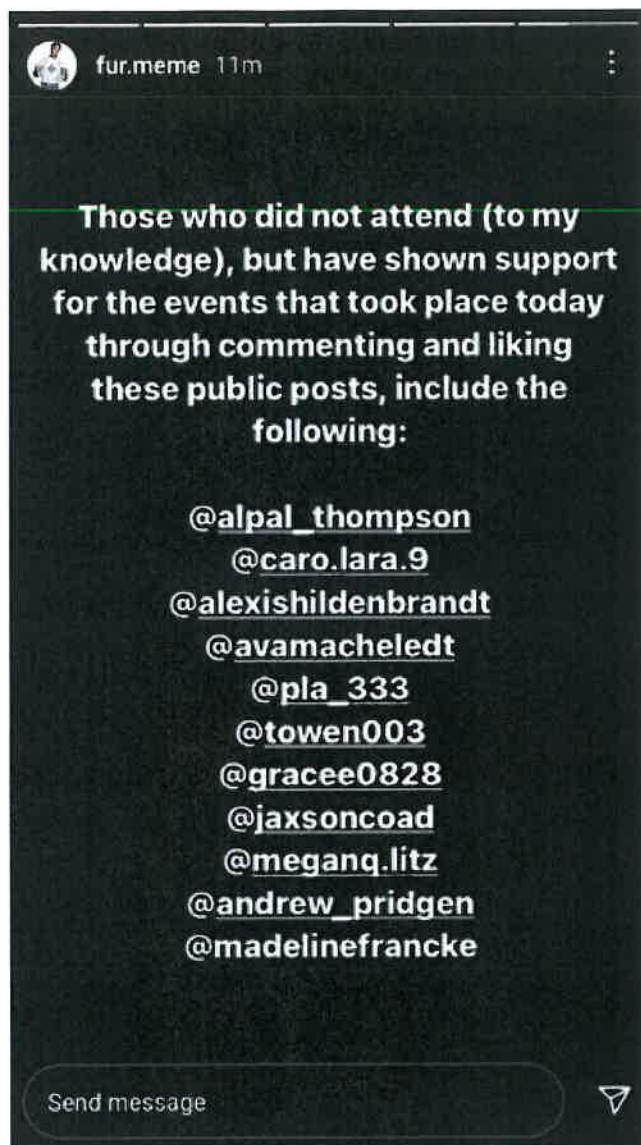 fur.meme 11m
Those who did not attend (to my
knowledge), but have shown support
for the events that took place today
through commenting and liking
these public posts, include the
following:
@alpal_thompson
@caro.lara.9
@alexishildenbrandt
@avamacheledt
@pla_333
@towen003
@gracee0828
@jaxsoncoad
@meganq.litz
@andrew_pridgen
@madelinefrancke
Send message